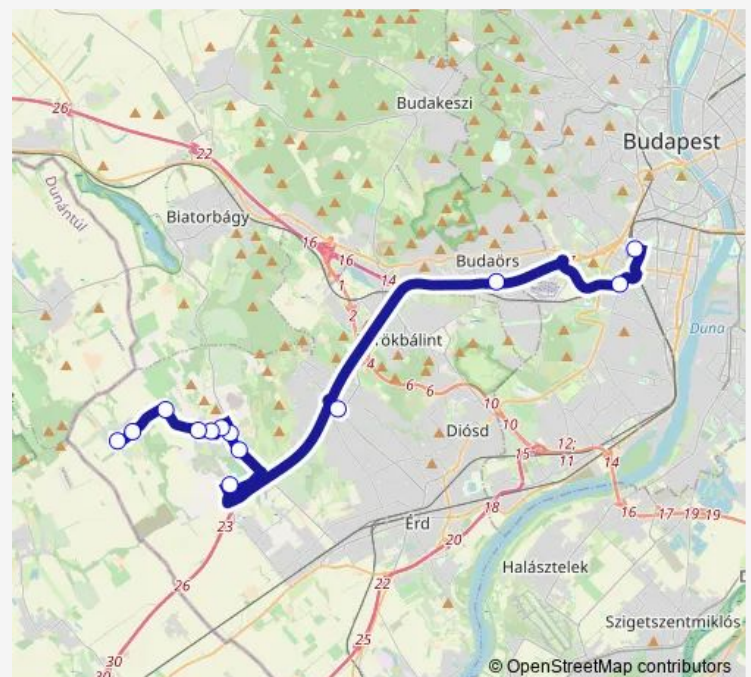 26
22
Budakeszi
Budapest
Dunántúl
Biatorbágy
16
16
14
1
2
Budaörs
Törökbálint
Duna
4
6
6
10
10
Diósd
15
12;
11
14
23
18
16
17
19
19
Érd
20
26
22
Halásztelek
25
Szigetszentmiklós
30
30
© OpenStreetMap contributors